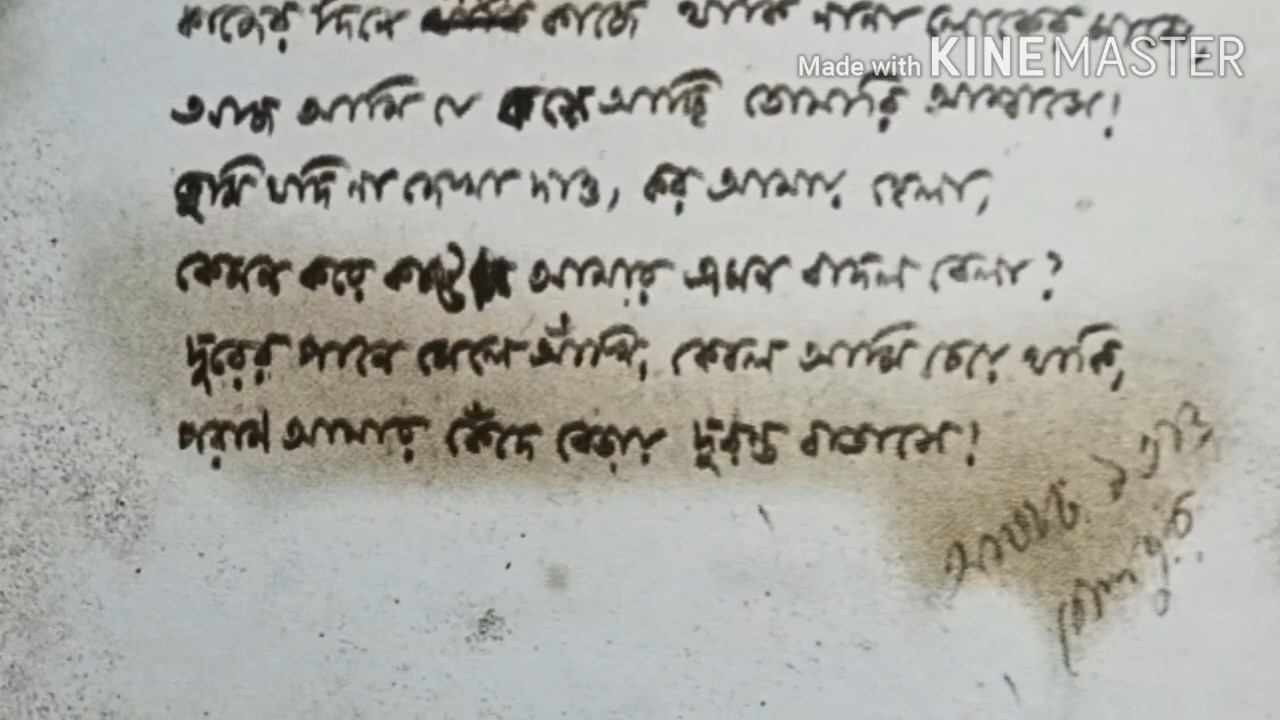 কাজের দিনে কাজে থাকি নানা লোকের মাঝে,
Made with KINEMASTER
আজ আমি যে বসে আছি তোমারি আশ্বাসে!
তুমি যদি না দেখা দাও, কর আমায় হেলা,
কেমন করে কাটে আমার এমন বাদল বেলা?
দূরের পানে মেলে আঁখি, কেবল আমি চেয়ে থাকি,
পরাণ আমার কেঁদে বেড়ায় দুরন্ত বাতাসে!